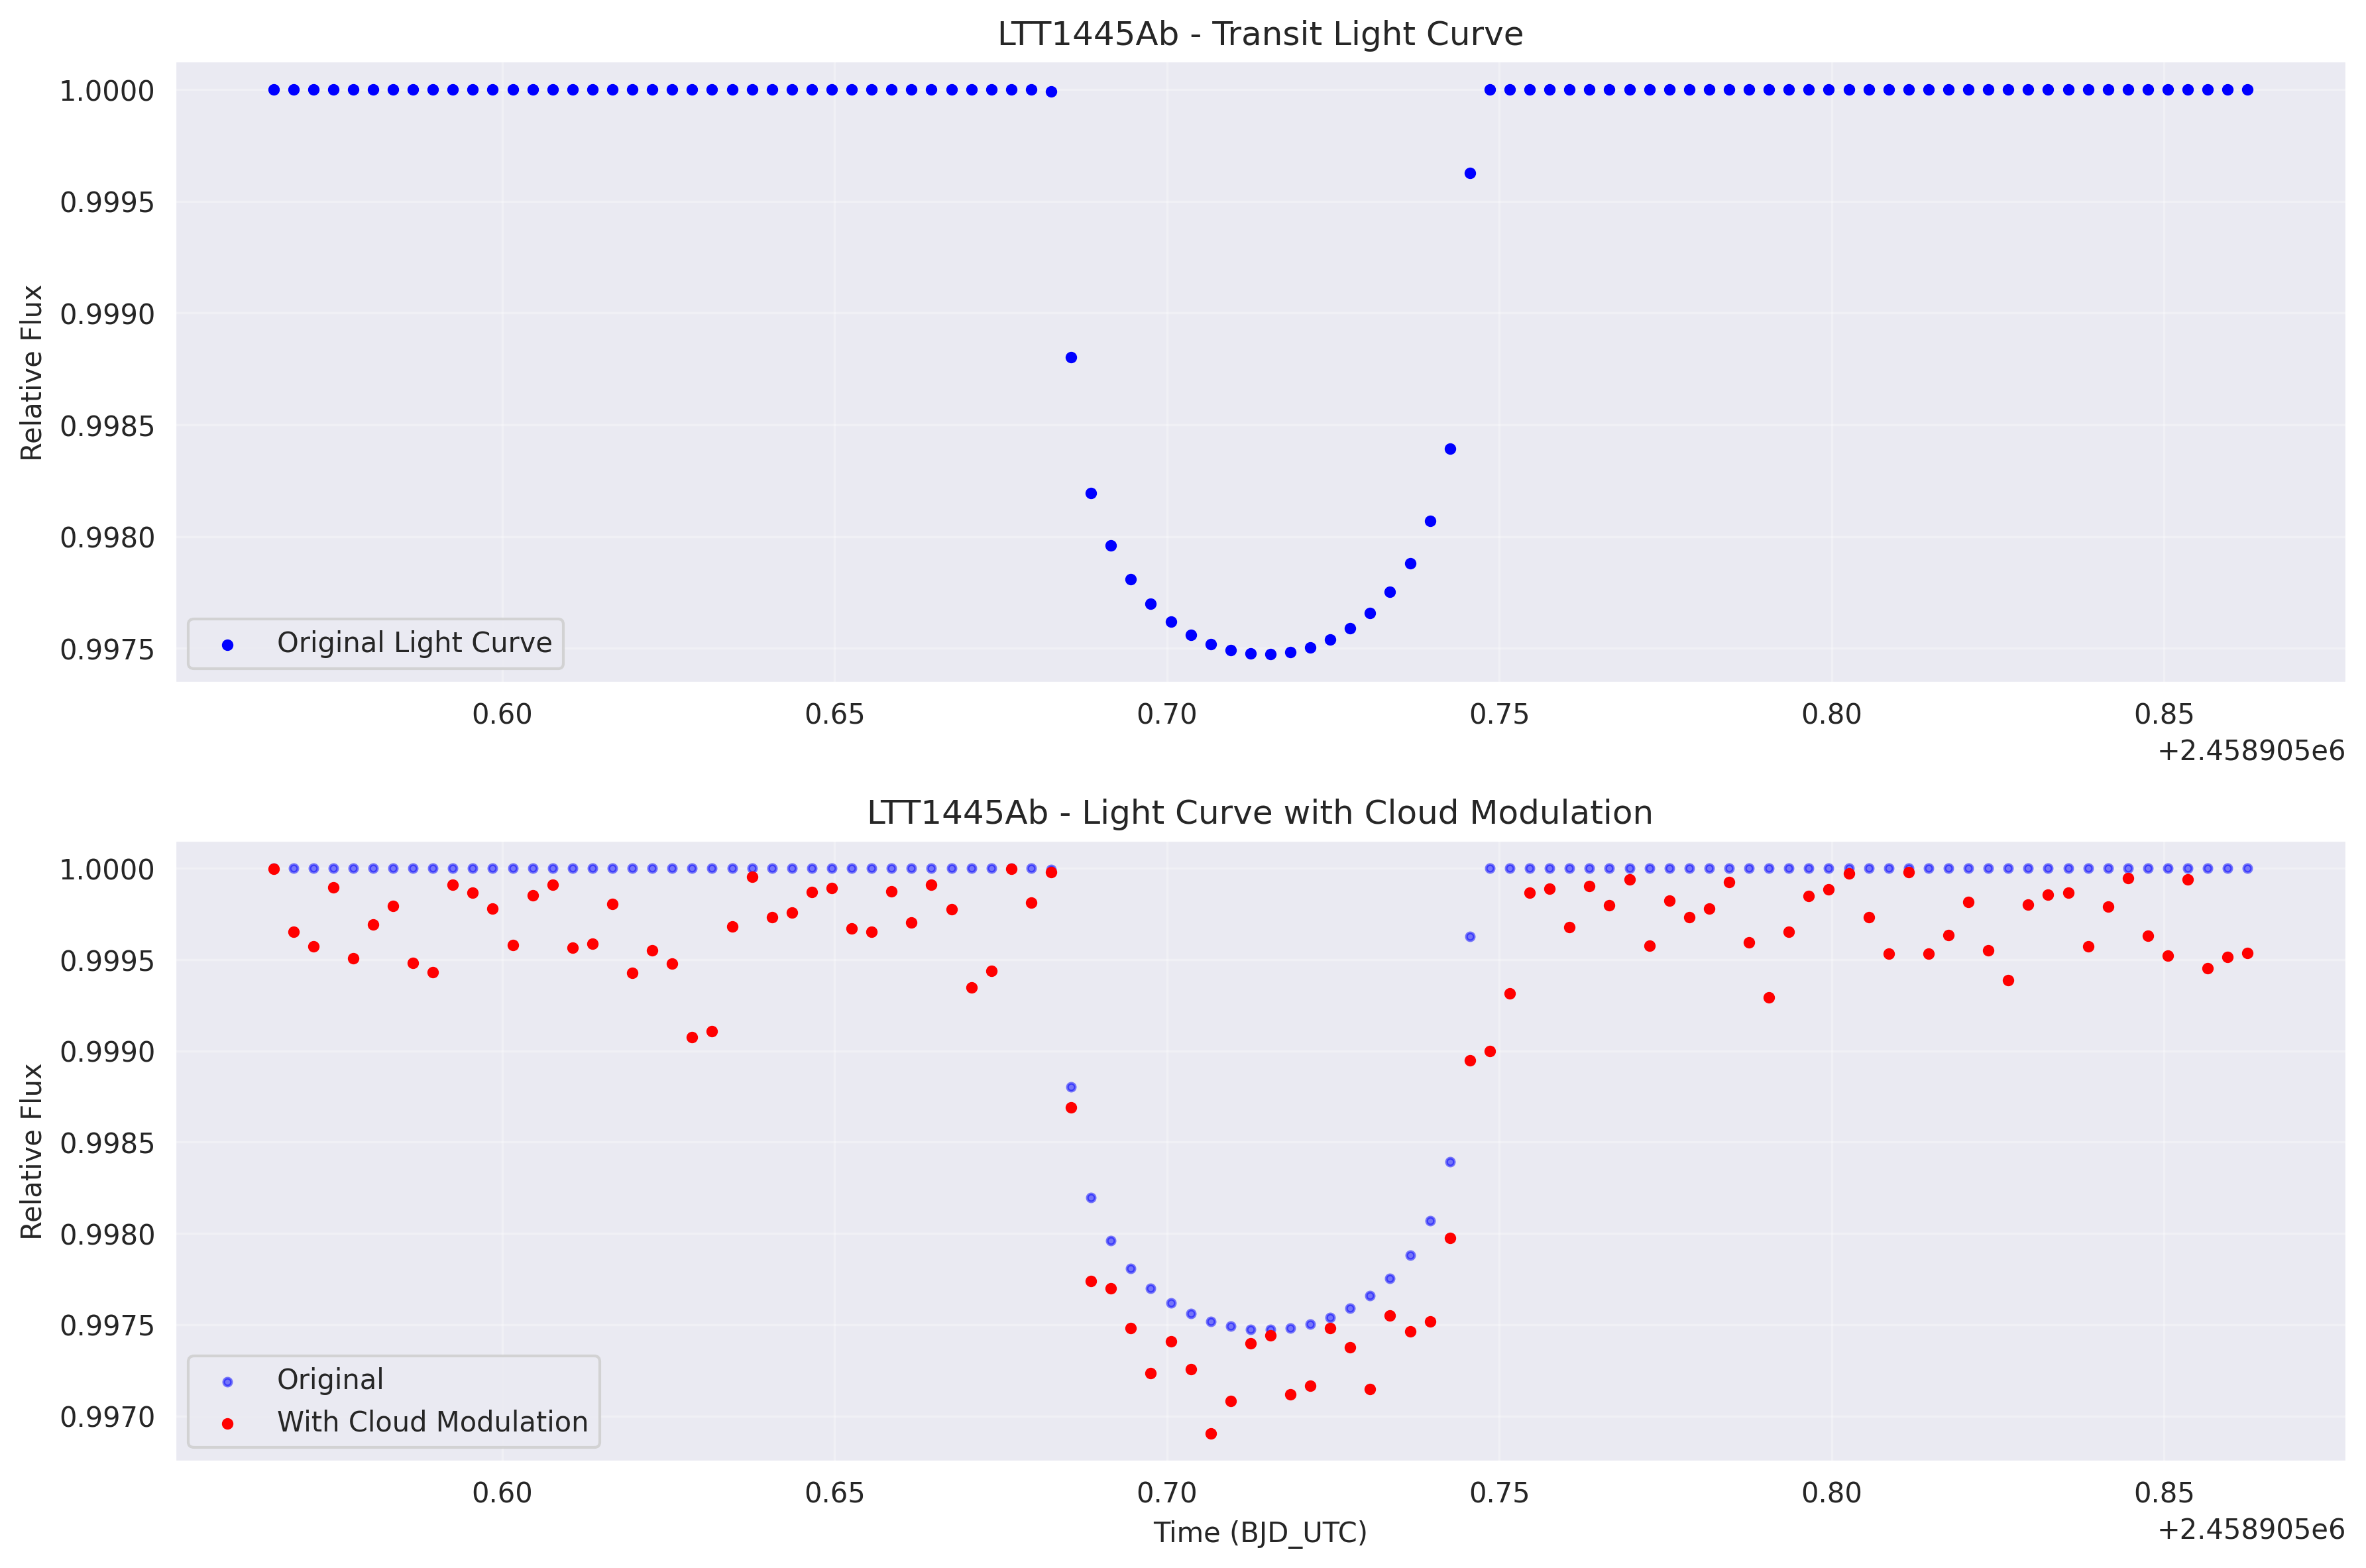 LTT1445Ab - Transit Light Curve
Relative Flux
1.0000
0.9995
0.9990
0.9985
0.9980
0.9975
Original Light Curve
0.60 0.65 0.70 0.75 0.80 0.85
+2.458905e6
LTT1445Ab - Light Curve with Cloud Modulation
Relative Flux
1.0000
0.9995
0.9990
0.9985
0.9980
0.9975
0.9970
Original
With Cloud Modulation
0.60 0.65 0.70 0.75 0.80 0.85
Time (BJD_UTC)
+2.458905e6